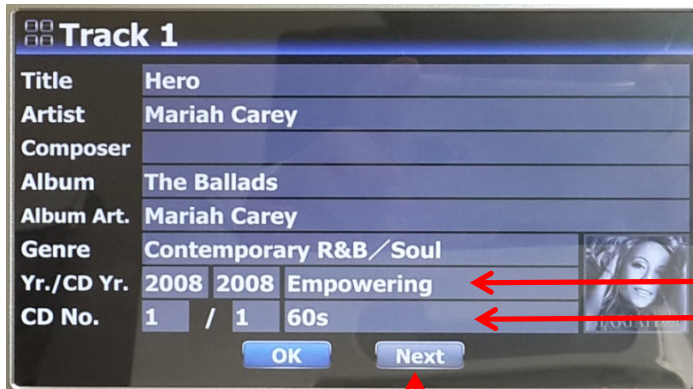 Track 1
Title Hero
Artist Mariah Carey
Composer
Album The Ballads
Album Art. Mariah Carey
Genre Contemporary R&B／Soul
Yr./CD Yr. 2008 2008 Empowering
CD No. 1 / 1 60s
OK Next